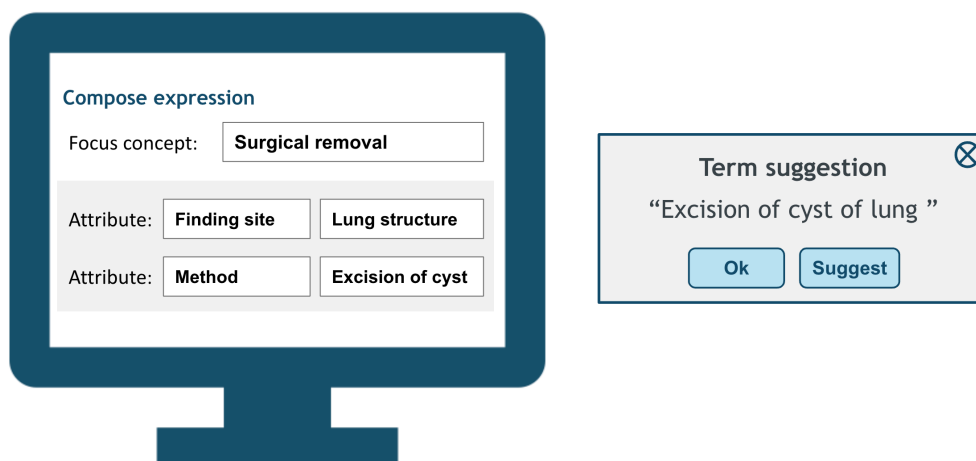 Compose expression
Focus concept: Surgical removal
Attribute: Finding site Lung structure
Attribute: Method Excision of cyst
Term suggestion
“Excision of cyst of lung ”
Ok Suggest